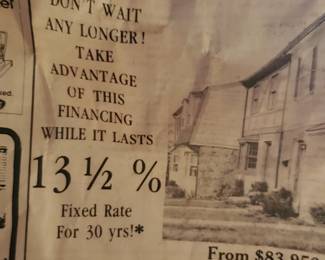 DON'T WAIT
ANY LONGER!
TAKE
ADVANTAGE
OF THIS
FINANCING
WHILE IT LASTS
13 ½ %
Fixed Rate
For 30 yrs!*
From $83,950